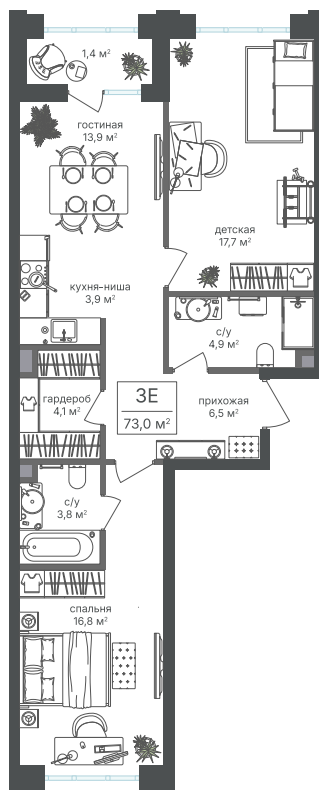 1,4 м²
гостиная
13,9 м²
детская
17,7 м²
кухня-ниша
3,9 м²
с/у
4,9 м²
гардероб
4,1 м²
3Е
73,0 м²
прихожая
6,5 м²
с/у
3,8 м²
спальня
16,8 м²